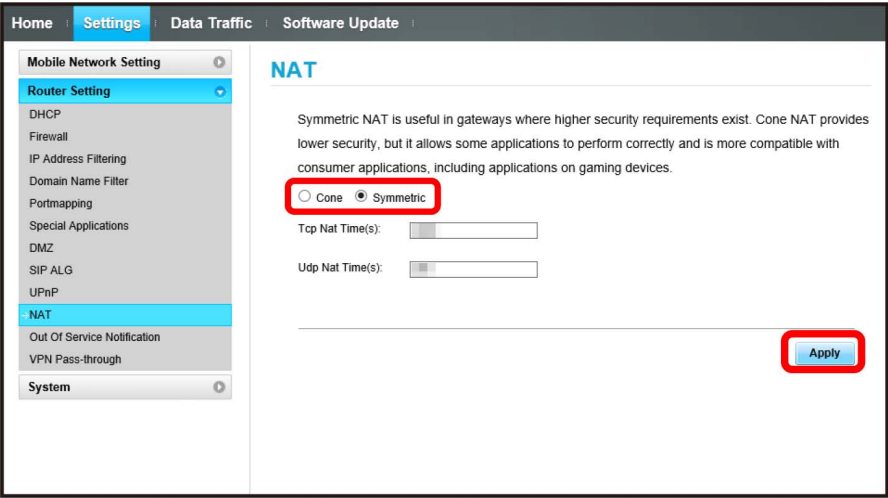 Home Settings Data Traffic Software Update
Mobile Network Setting
Router Setting
DHCP
Firewall
IP Address Filtering
Domain Name Filter
Portmapping
Special Applications
DMZ
SIP ALG
UPnP
NAT
Out Of Service Notification
VPN Pass-through
System
NAT
Symmetric NAT is useful in gateways where higher security requirements exist. Cone NAT provides
lower security, but it allows some applications to perform correctly and is more compatible with
consumer applications, including applications on gaming devices.
Cone Symmetric
Tcp Nat Time(s):
Udp Nat Time(s):
Apply